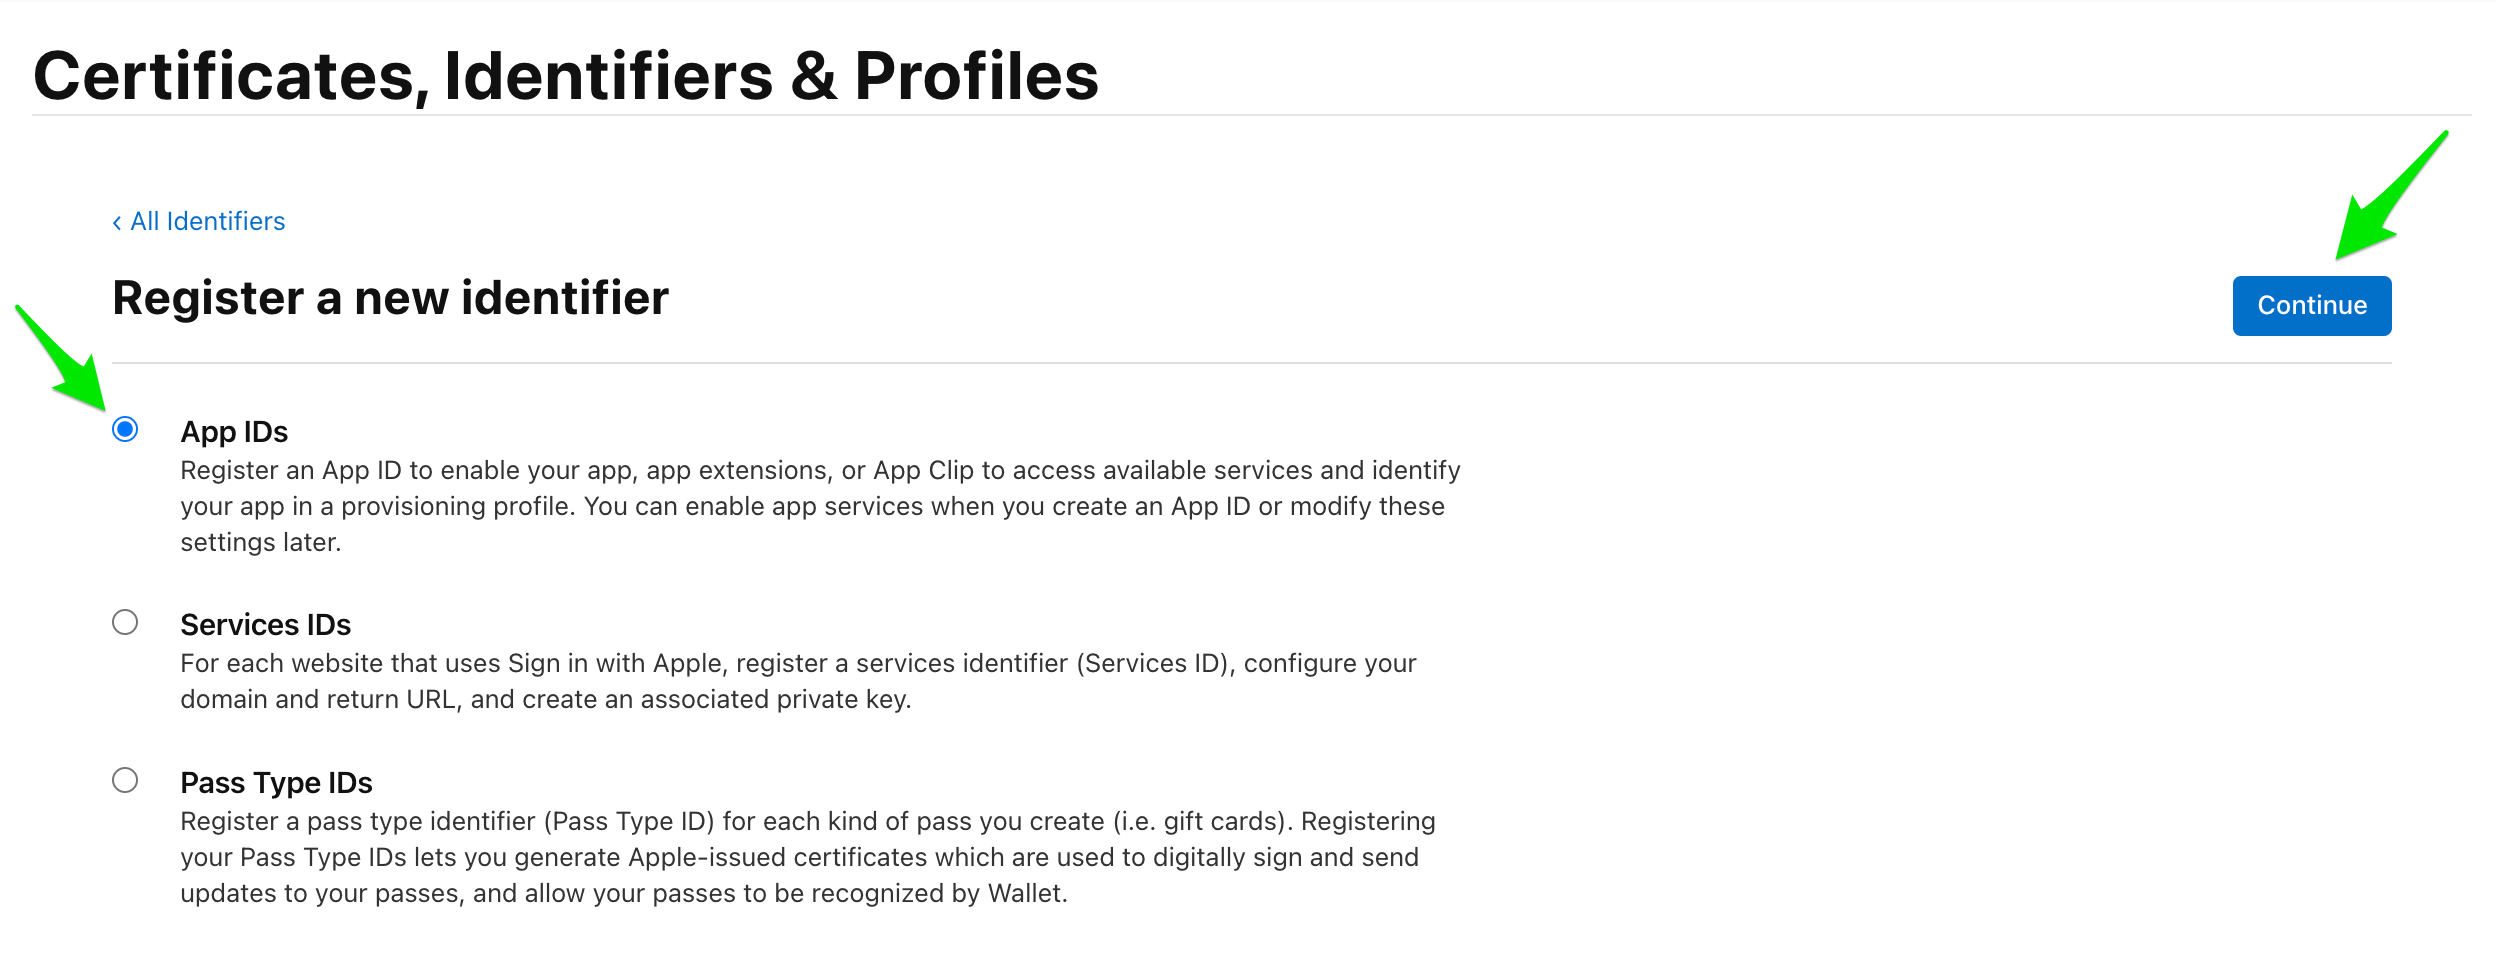 Certificates, Identifiers & Profiles
‹ All Identifiers
Register a new identifier
Continue
App IDs
Register an App ID to enable your app, app extensions, or App Clip to access available services and identify
your app in a provisioning profile. You can enable app services when you create an App ID or modify these
settings later.
Services IDs
For each website that uses Sign in with Apple, register a services identifier (Services ID), configure your
domain and return URL, and create an associated private key.
Pass Type IDs
Register a pass type identifier (Pass Type ID) for each kind of pass you create (i.e. gift cards). Registering
your Pass Type IDs lets you generate Apple-issued certificates which are used to digitally sign and send
updates to your passes, and allow your passes to be recognized by Wallet.